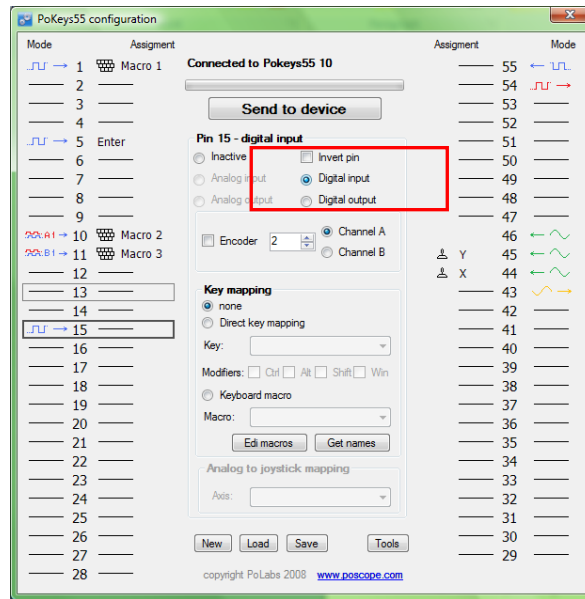 PoKeys55 configuration
Mode Assigment Assigment Mode
1 Macro 1 Connected to Pokeys55 10 55
2 54
3 Send to device 53
4 52
5 Enter Pin 15 - digital input 51
6 Inactive Invert pin 50
7 Analog input Digital input 49
8 Analog output Digital output 48
9 47
A1 10 Macro 2 Encoder 2 Channel A 46
B1 11 Macro 3 Channel B Y 45
12 X 44
13 Key mapping 43
14 none 42
15 Direct key mapping 41
16 Key: 40
17 Modifiers: Ctrl Alt Shift Win 39
18 Keyboard macro 38
19 37
20 Macro: 36
21 Edi macros Get names 35
22 Analog to joystick mapping 34
23 33
24 Axis: 32
25 31
26 New Load Save Tools 30
27 29
28 copyright PoLabs 2008 www.poscope.com